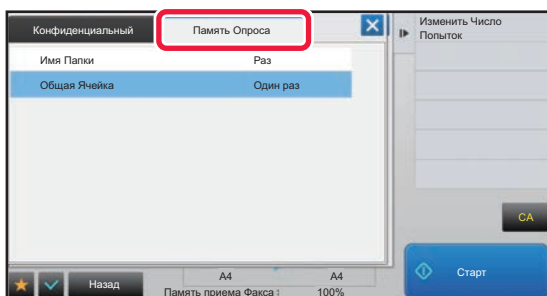 Конфиденциальный
Память Опроса
Имя Папки
Раз
Общая Ячейка
Один раз
Изменить Число
Попыток
CA
Старт
Назад
A4
A4
Память приема Факса
100%